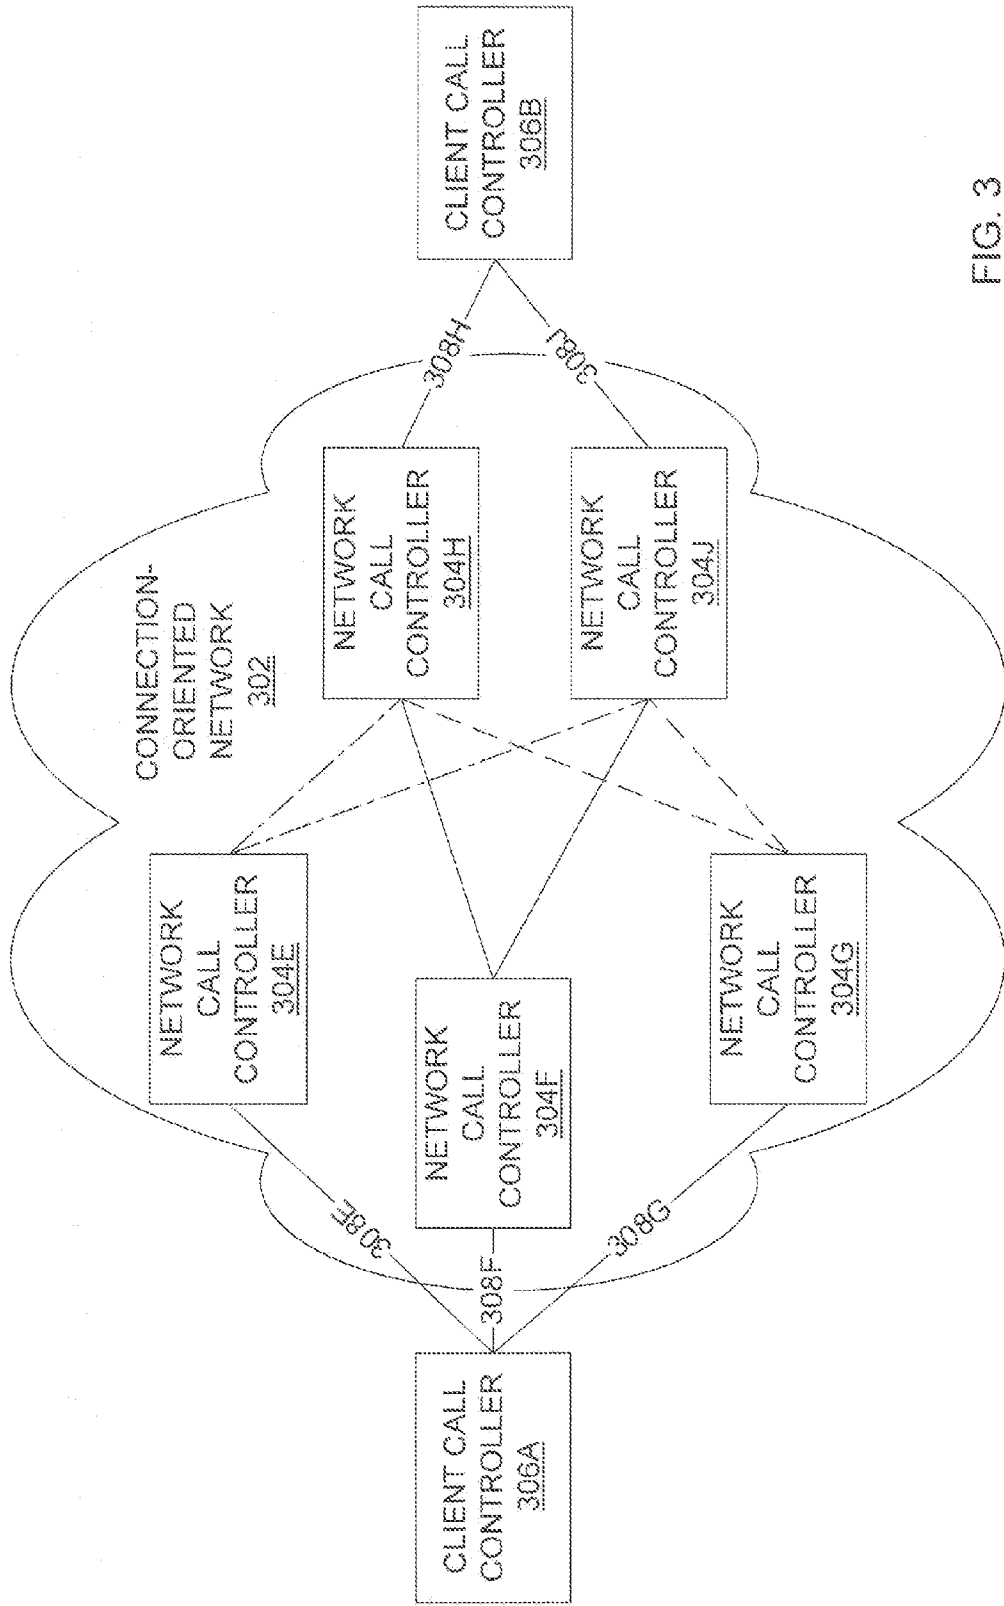 CONNECTION-
ORIENTED
NETWORK
302
CLIENT CALL
CONTROLLER
306A
308E
308F
308G
NETWORK
CALL
CONTROLLER
304E
NETWORK
CALL
CONTROLLER
304F
NETWORK
CALL
CONTROLLER
304G
NETWORK
CALL
CONTROLLER
304H
NETWORK
CALL
CONTROLLER
304J
308H
308J
CLIENT CALL
CONTROLLER
306B
FIG. 3